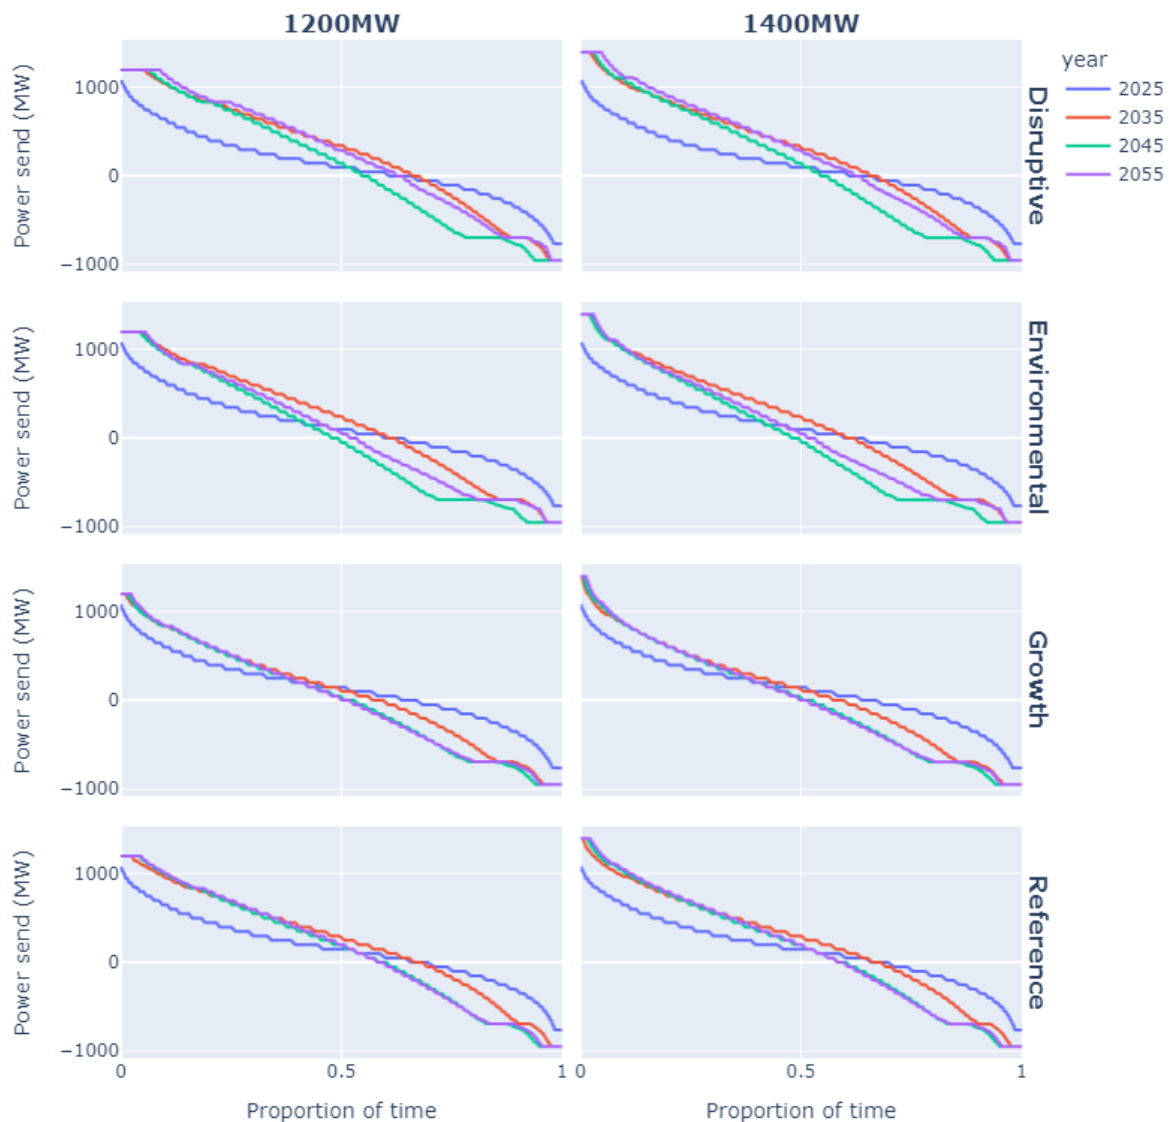 1200MW
1400MW
year
2025
2035
2045
2055
Power send (MW)
1000
0
−1000
Disruptive
Power send (MW)
1000
0
−1000
Environmental
Power send (MW)
1000
0
−1000
Growth
Power send (MW)
1000
0
−1000
Reference
0
0.5
1
0
0.5
1
Proportion of time
Proportion of time